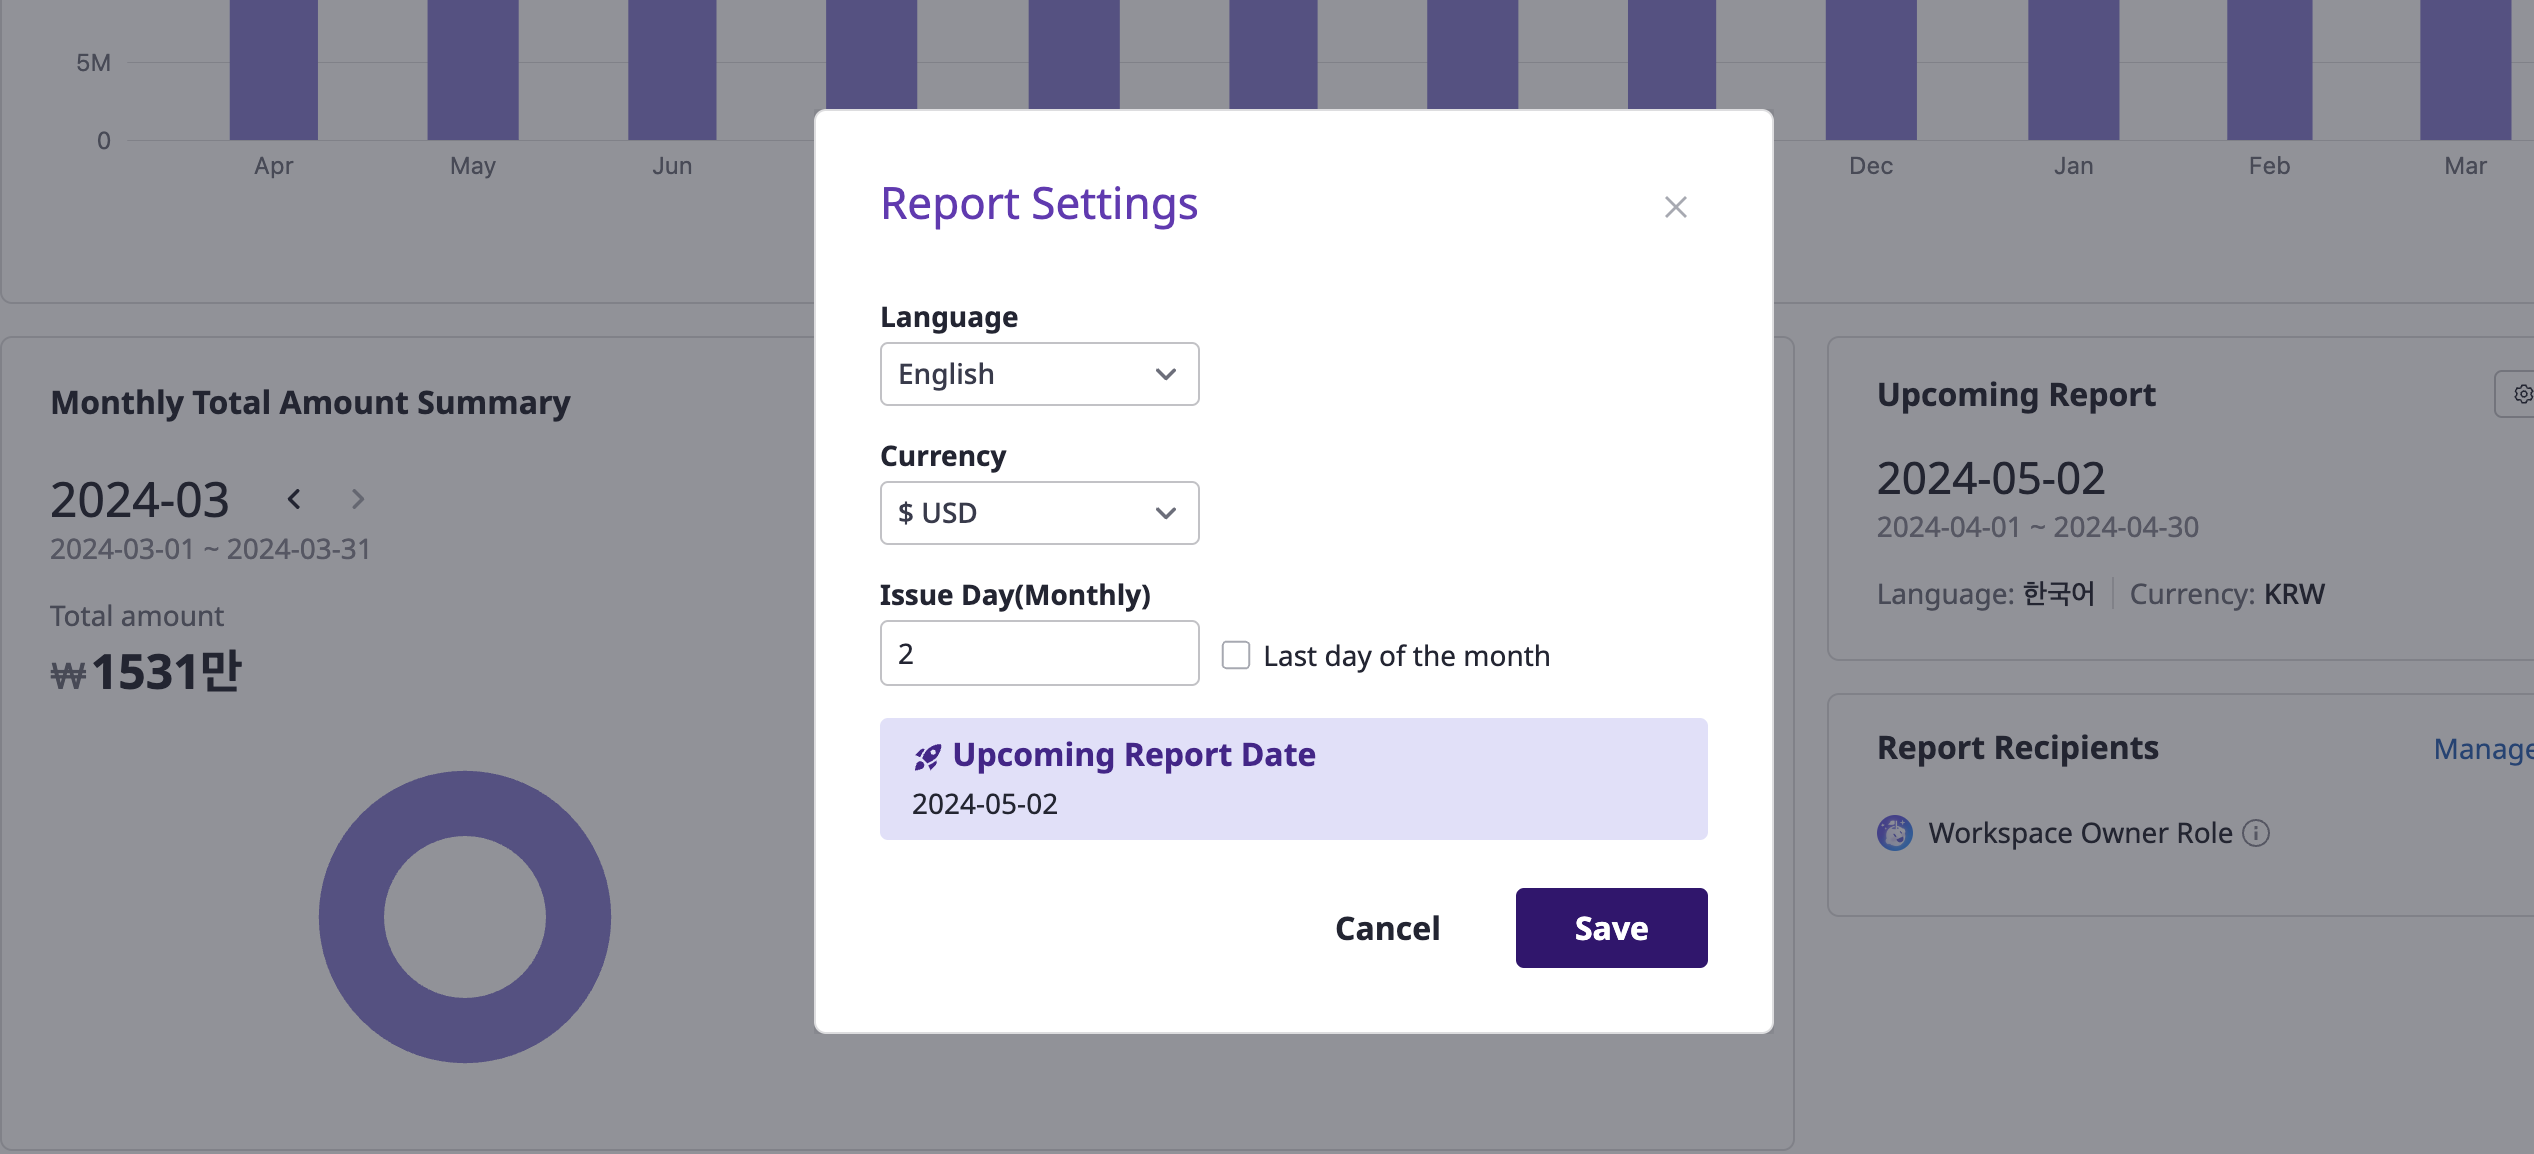 5M
0
Apr
May
Jun
Dec
Jan
Feb
Mar
Report Settings
Language
English
Currency
$ USD
Issue Day(Monthly)
2
Last day of the month
Upcoming Report Date
2024-05-02
Cancel
Save
Monthly Total Amount Summary
2024-03
2024-03-01 ~ 2024-03-31
Total amount
₩1531만
Upcoming Report
2024-05-02
2024-04-01 ~ 2024-04-30
Language: 한국어 Currency: KRW
Report Recipients
Manage
Workspace Owner Role